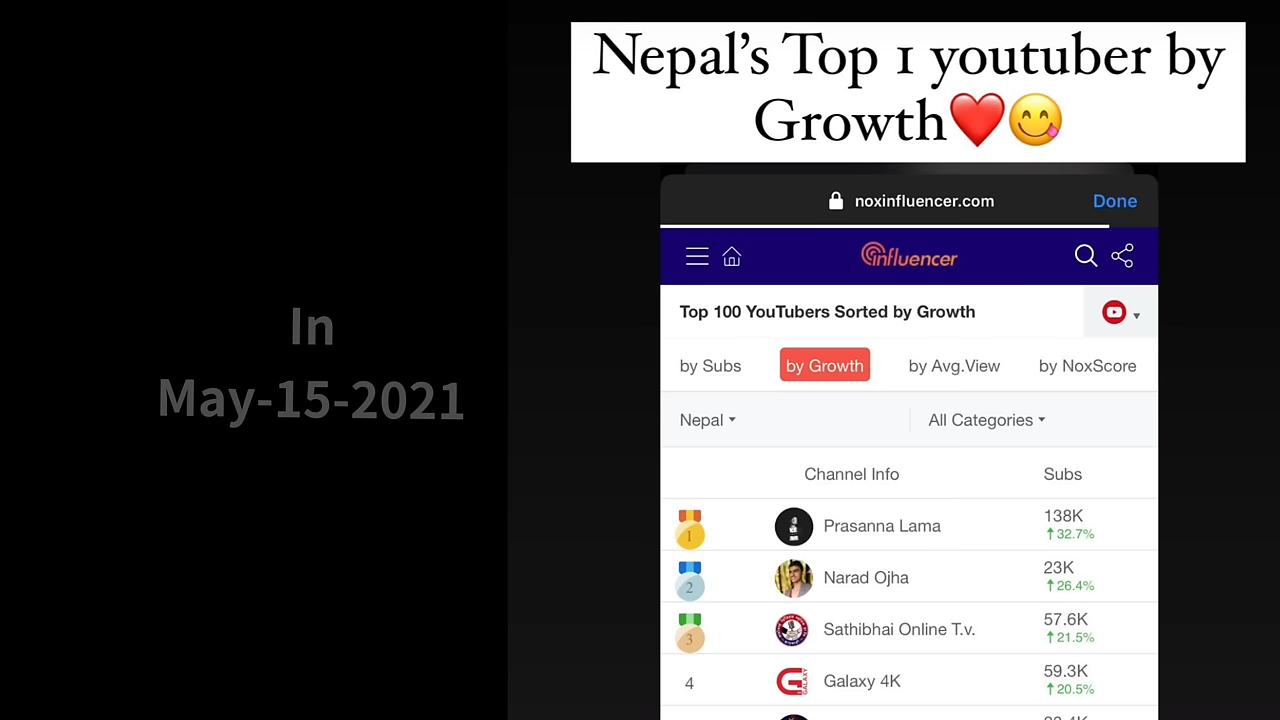 Nepal’s Top 1 youtuber by
Growth❤️😋
In
May-15-2021
noxinfluencer.com
Done
influencer
Top 100 YouTubers Sorted by Growth
by Subs by Growth by Avg.View by NoxScore
Nepal All Categories
Channel Info Subs
1 Prasanna Lama 138K
↑32.7%
2 Narad Ojha 23K
↑26.4%
3 Sathibhai Online T.v. 57.6K
↑21.5%
4 GALAXY Galaxy 4K 59.3K
↑20.5%